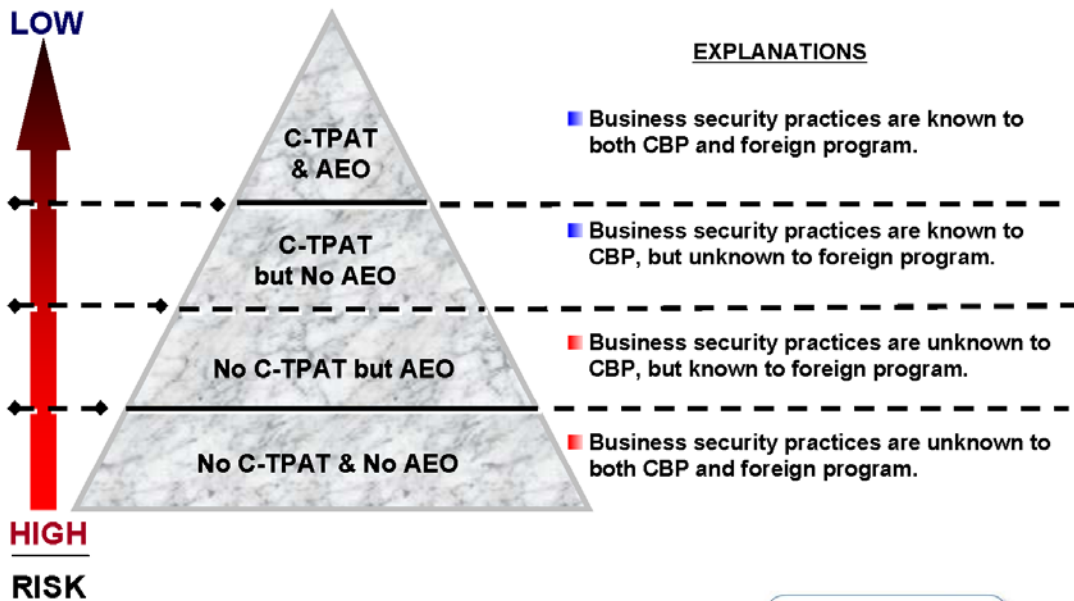 LOW
EXPLANATIONS
C-TPAT
& AEO
Business security practices are known to
both CBP and foreign program.
C-TPAT
but No AEO
Business security practices are known to
CBP, but unknown to foreign program.
No C-TPAT but AEO
Business security practices are unknown to
CBP, but known to foreign program.
No C-TPAT & No AEO
Business security practices are unknown to
both CBP and foreign program.
HIGH
RISK